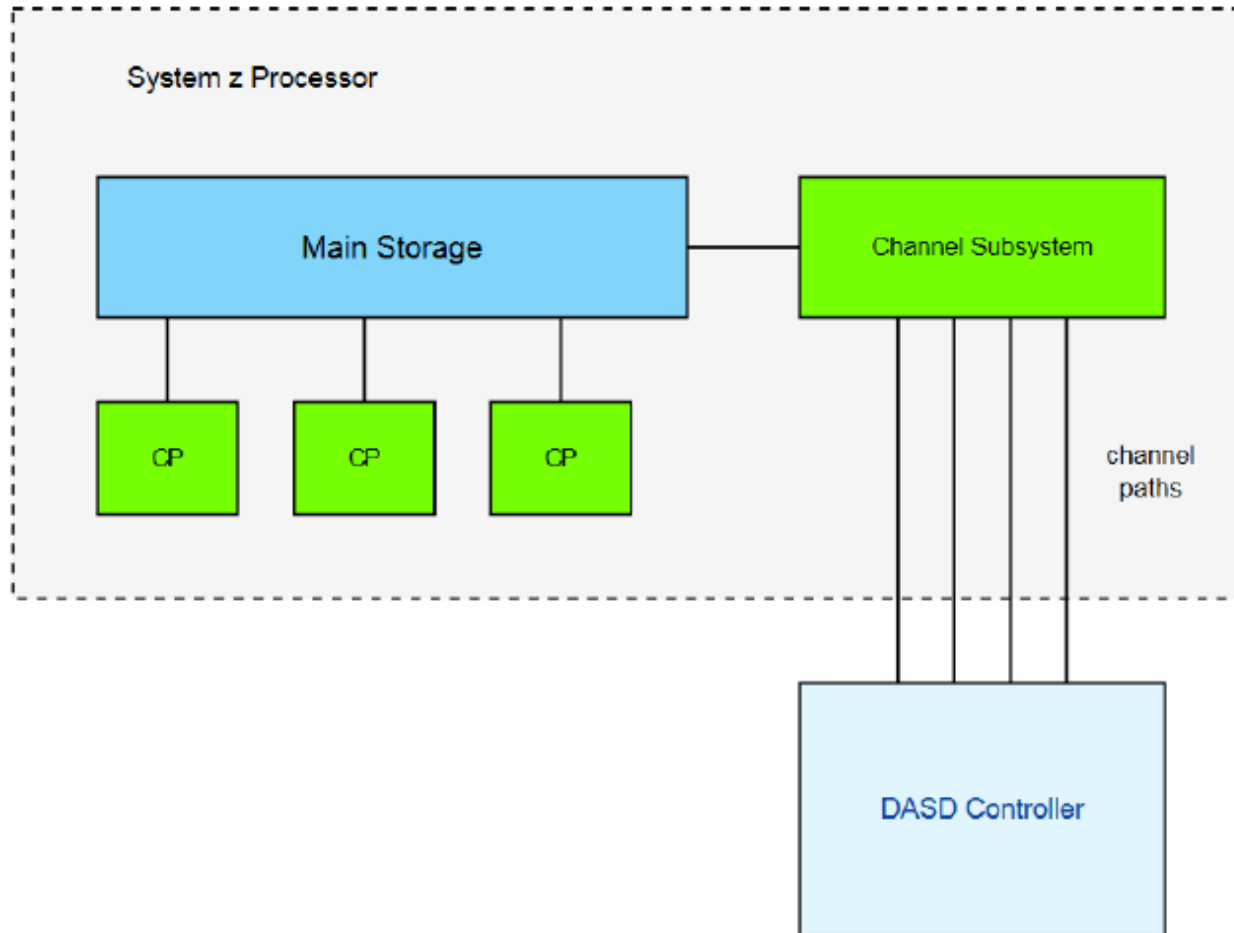 System z Processor
Main Storage
Channel Subsystem
CP
CP
CP
channel
paths
DASD Controller